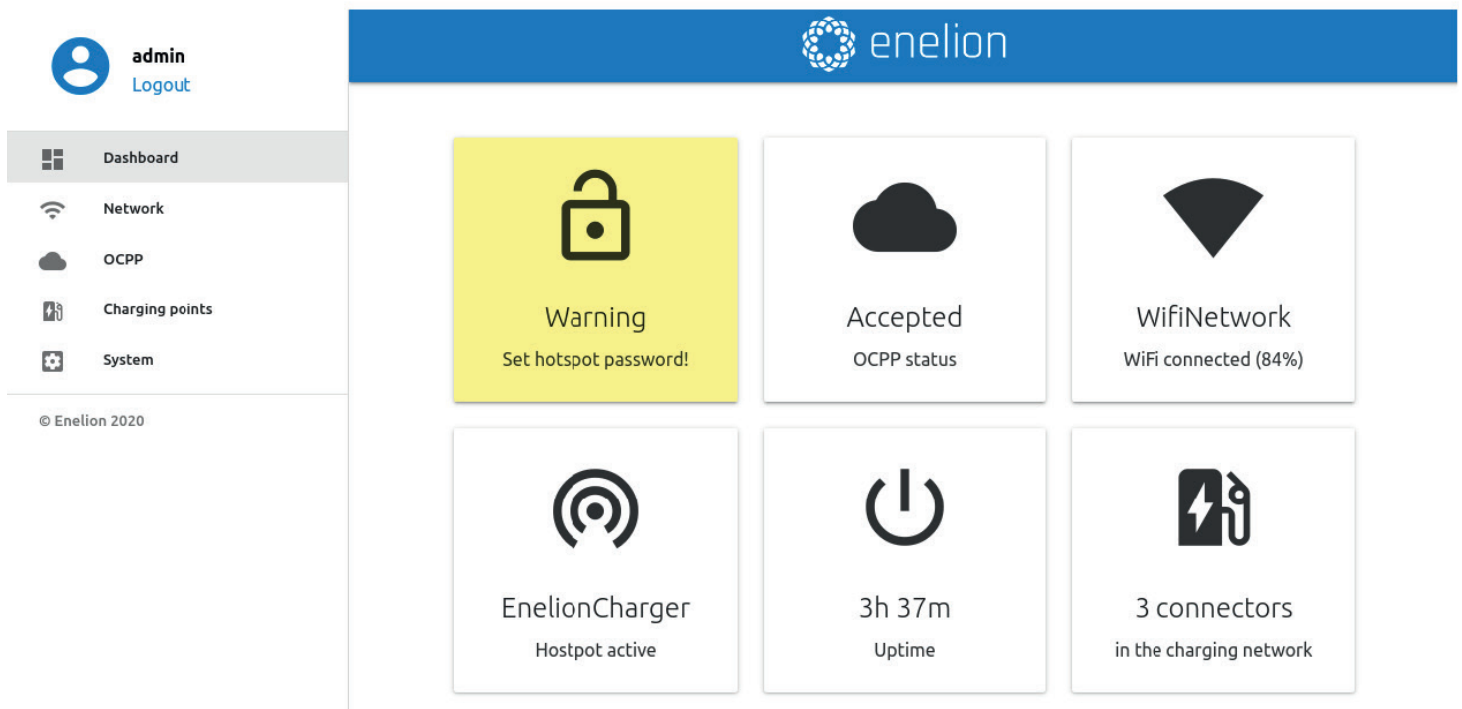 admin
Logout
Dashboard
Network
OCPP
Charging points
System
© Enelion 2020
enelion
Warning
Set hotspot password!
Accepted
OCPP status
WifiNetwork
WiFi connected (84%)
EnelionCharger
Hostpot active
3h 37m
Uptime
3 connectors
in the charging network